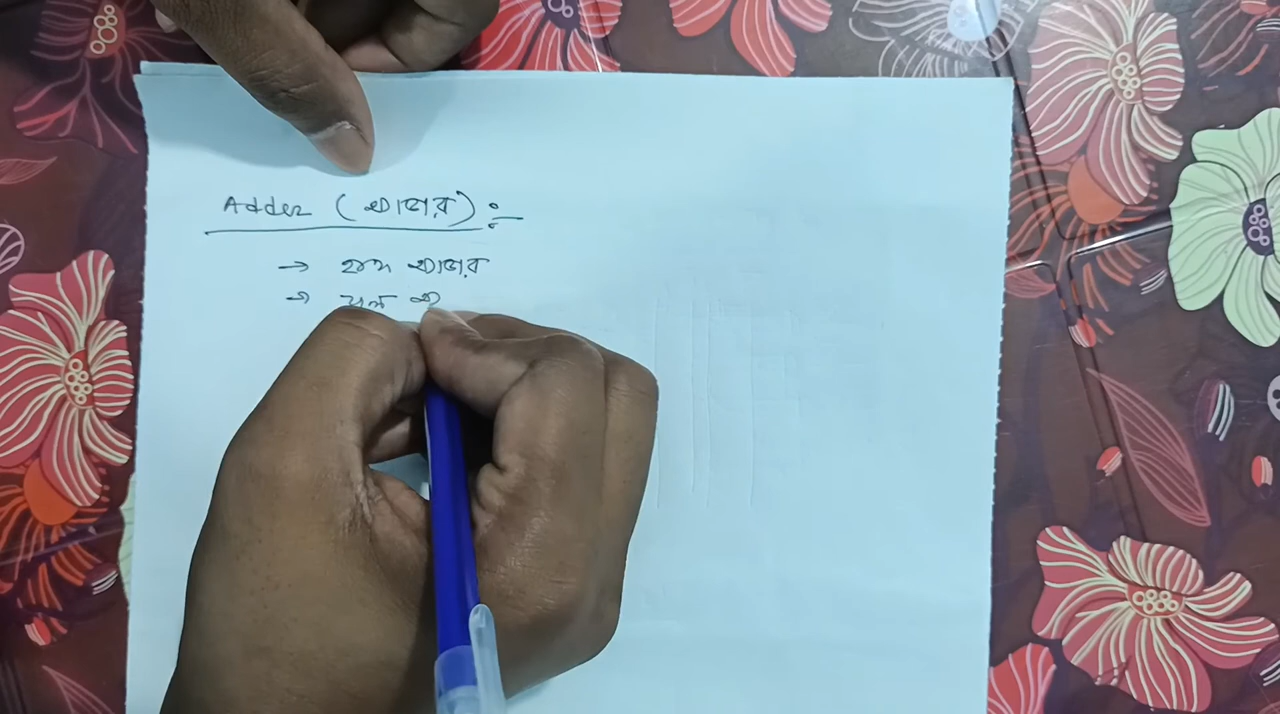 Adder (এ্যাডার) :-
→ হাফ এ্যাডার
→ ফুল এ